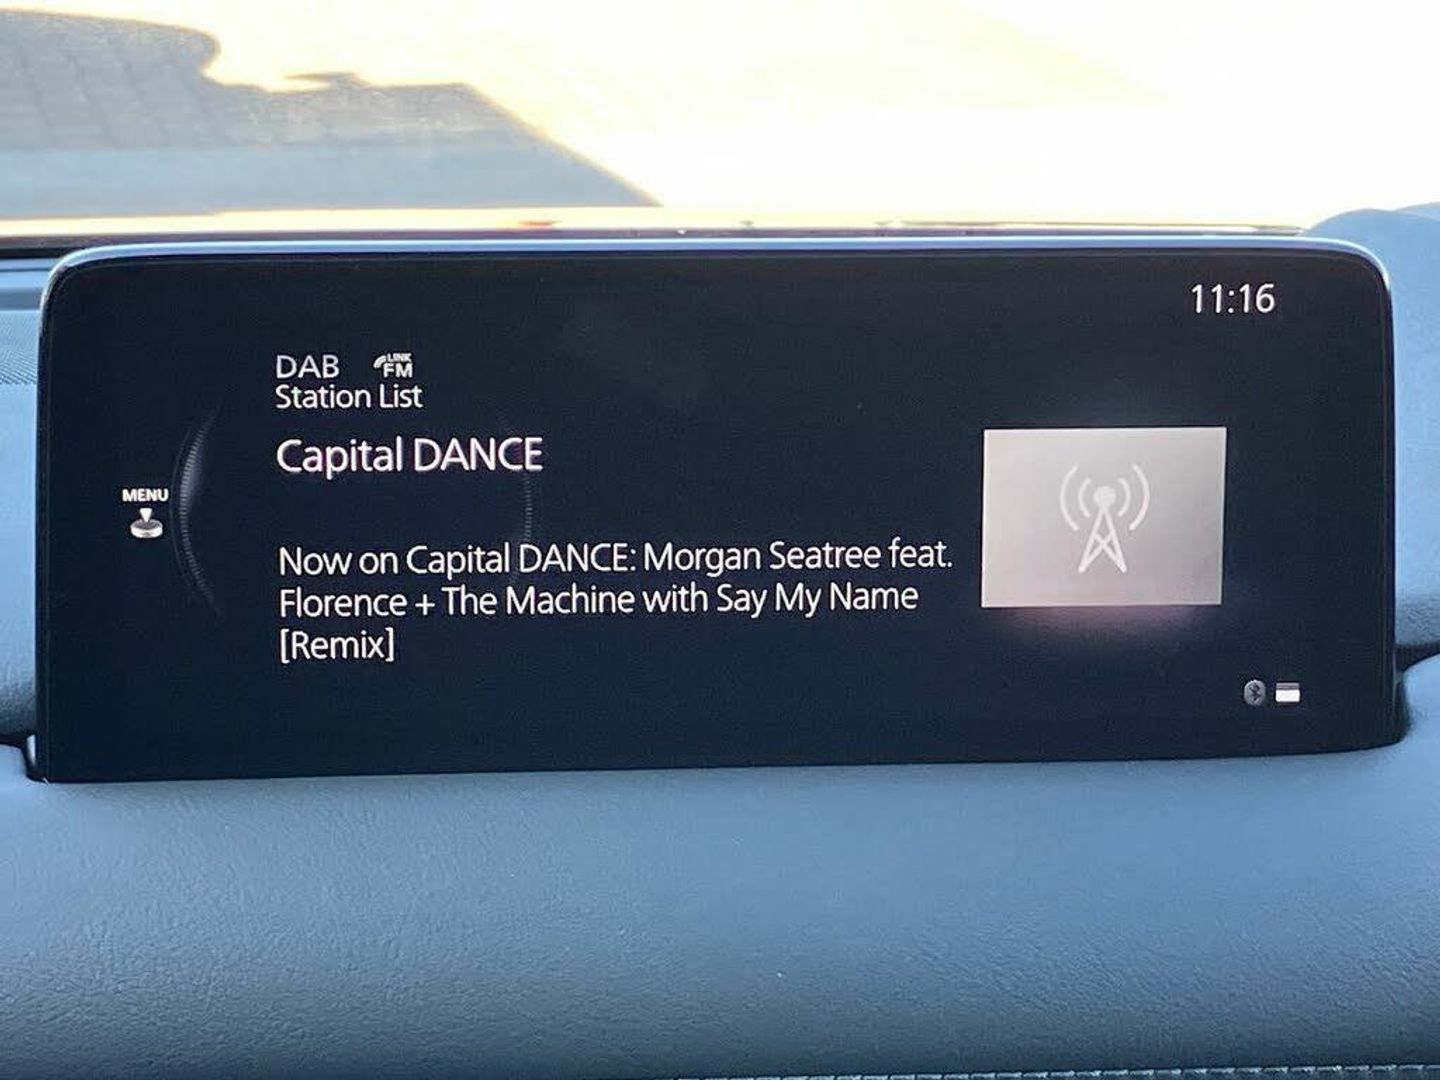 11:16
DAB LINK FM
Station List
Capital DANCE
MENU
Now on Capital DANCE: Morgan Seatree feat.
Florence + The Machine with Say My Name
[Remix]